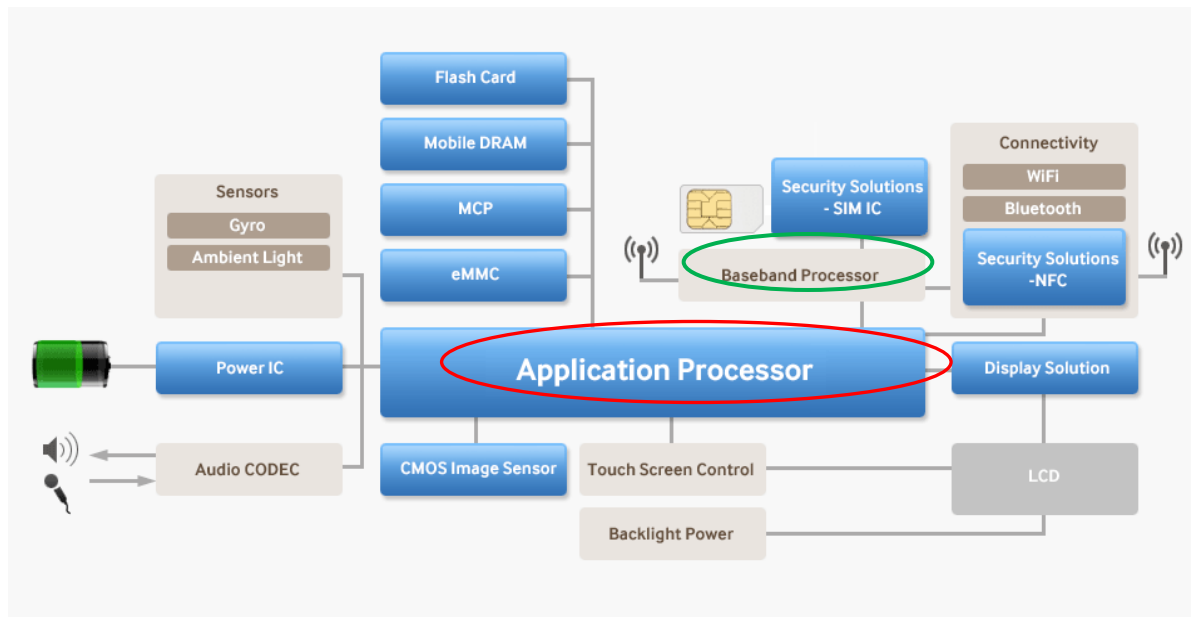 Flash Card
Mobile DRAM
MCP
eMMC
Sensors
Gyro
Ambient Light
Security Solutions
- SIM IC
Connectivity
WiFi
Bluetooth
Security Solutions
-NFC
Baseband Processor
Power IC
Application Processor
Display Solution
Audio CODEC
CMOS Image Sensor
Touch Screen Control
LCD
Backlight Power